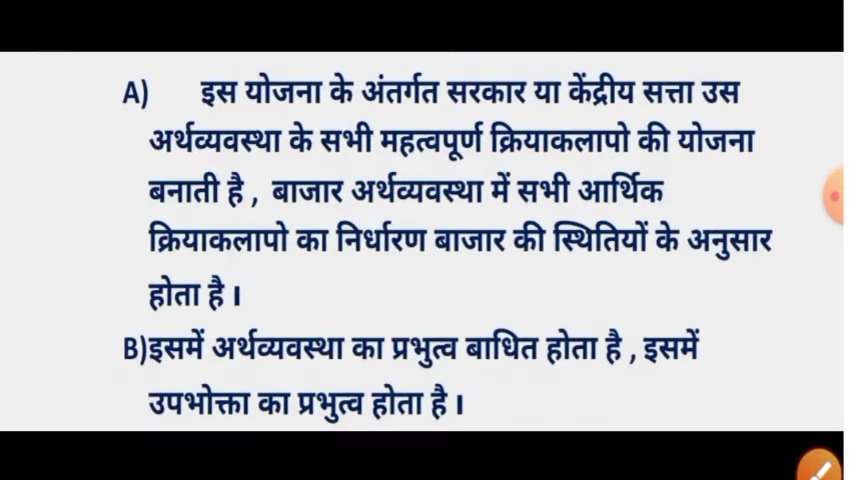 A) इस योजना के अंतर्गत सरकार या केंद्रीय सत्ता उस
अर्थव्यवस्था के सभी महत्वपूर्ण क्रियाकलापो की योजना
बनाती है , बाजार अर्थव्यवस्था में सभी आर्थिक
क्रियाकलापो का निर्धारण बाजार की स्थितियों के अनुसार
होता है ।
B)इसमें अर्थव्यवस्था का प्रभुत्व बाधित होता है , इसमें
उपभोक्ता का प्रभुत्व होता है ।